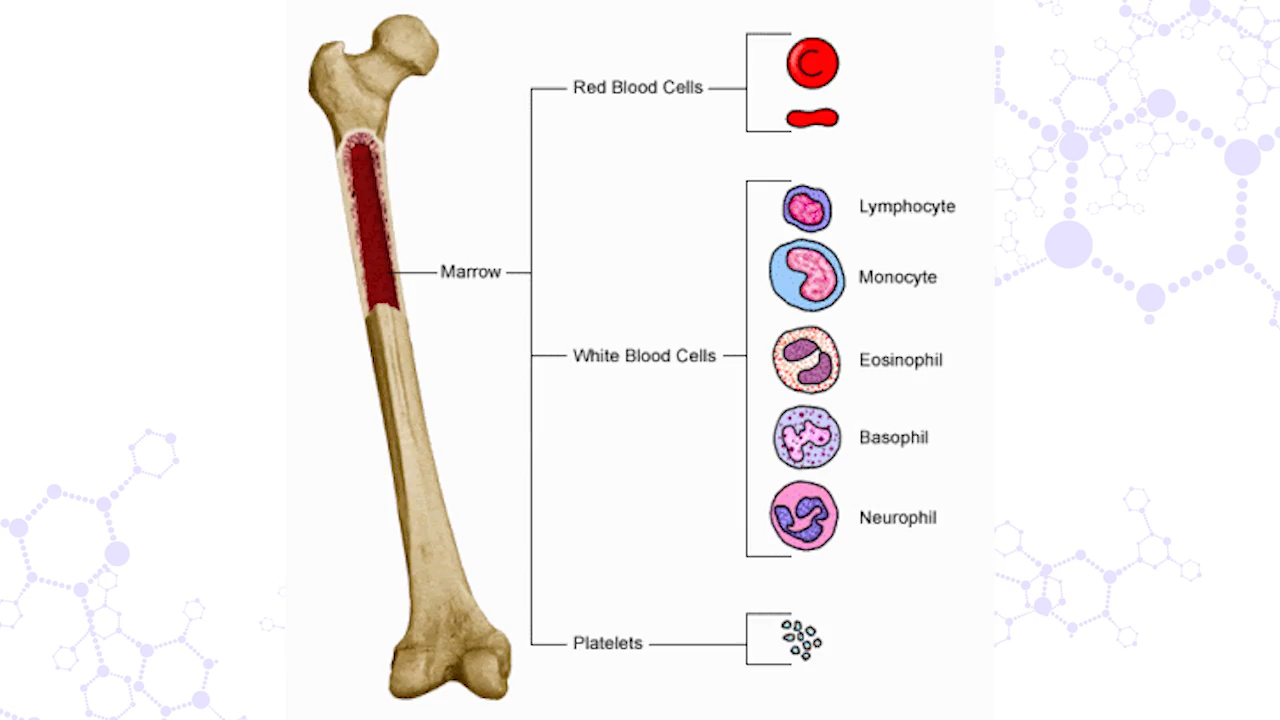 Red Blood Cells
Lymphocyte
Marrow
Monocyte
White Blood Cells
Eosinophil
Basophil
Neurophil
Platelets